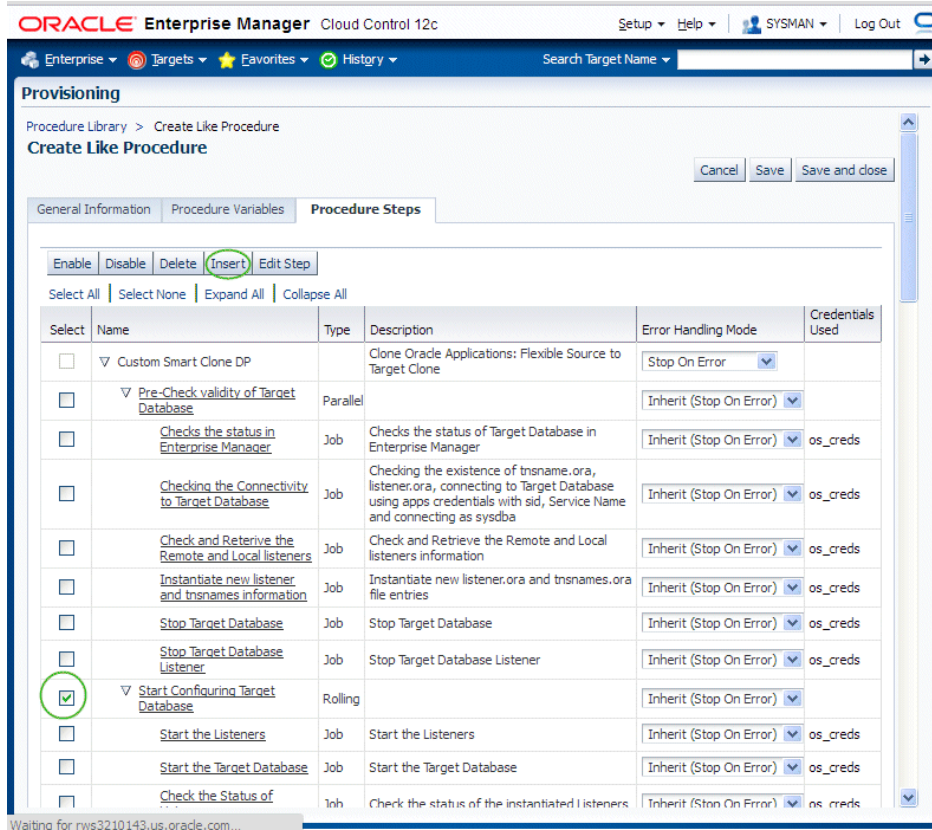 ORACLE Enterprise Manager Cloud Control 12c
Setup Help SYSMAN Log Out
Enterprise Targets Favorites History Search Target Name
Provisioning
Procedure Library > Create Like Procedure
Create Like Procedure
Cancel Save Save and close
General Information Procedure Variables Procedure Steps
Enable Disable Delete Insert Edit Step
Select All | Select None | Expand All | Collapse All
Select Name Type Description Error Handling Mode Credentials Used
Custom Smart Clone DP Clone Oracle Applications: Flexible Source to Target Clone Stop On Error
Pre-Check validity of Target Database Parallel Inherit (Stop On Error)
Checks the status in Enterprise Manager Job Checks the status of Target Database in Enterprise Manager Inherit (Stop On Error) os_creds
Checking the Connectivity to Target Database Job Checking the existence of tnsname.ora, listener.ora, connecting to Target Database using apps credentials with sid, Service Name and connecting as sysdba Inherit (Stop On Error) os_creds
Check and Reterive the Remote and Local listeners Job Check and Retrieve the Remote and Local listeners information Inherit (Stop On Error) os_creds
Instantiate new listener and tnsnames information Job Instantiate new listener.ora and tnsnames.ora file entries Inherit (Stop On Error) os_creds
Stop Target Database Job Stop Target Database Inherit (Stop On Error) os_creds
Stop Target Database Listener Job Stop Target Database Listener Inherit (Stop On Error) os_creds
Start Configuring Target Database Rolling Inherit (Stop On Error)
Start the Listeners Job Start the Listeners Inherit (Stop On Error) os_creds
Start the Target Database Job Start the Target Database Inherit (Stop On Error) os_creds
Check the Status of Job Check the status of the instantiated Listeners Inherit (Stop On Error) os_creds
Waiting for rws3210143.us.oracle.com...